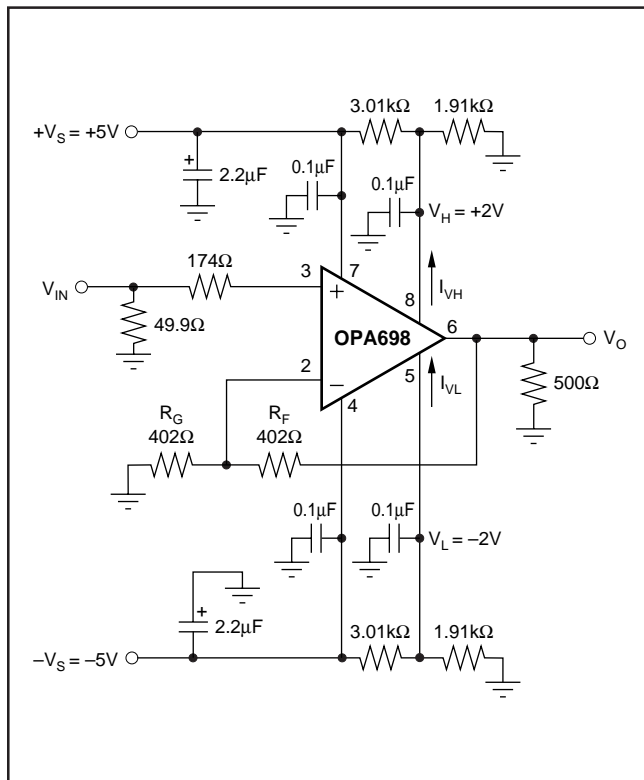 3.01kΩ 1.91kΩ
+V_S = +5V
+
2.2µF
0.1µF
0.1µF
V_H = +2V
174Ω
3 7
V_IN
+
8
I_VH
49.9Ω
OPA698
6
V_O
2
−
5
I_VL
500Ω
4
R_G
402Ω
R_F
402Ω
0.1µF
0.1µF
V_L = –2V
+
2.2µF
3.01kΩ 1.91kΩ
–V_S = –5V